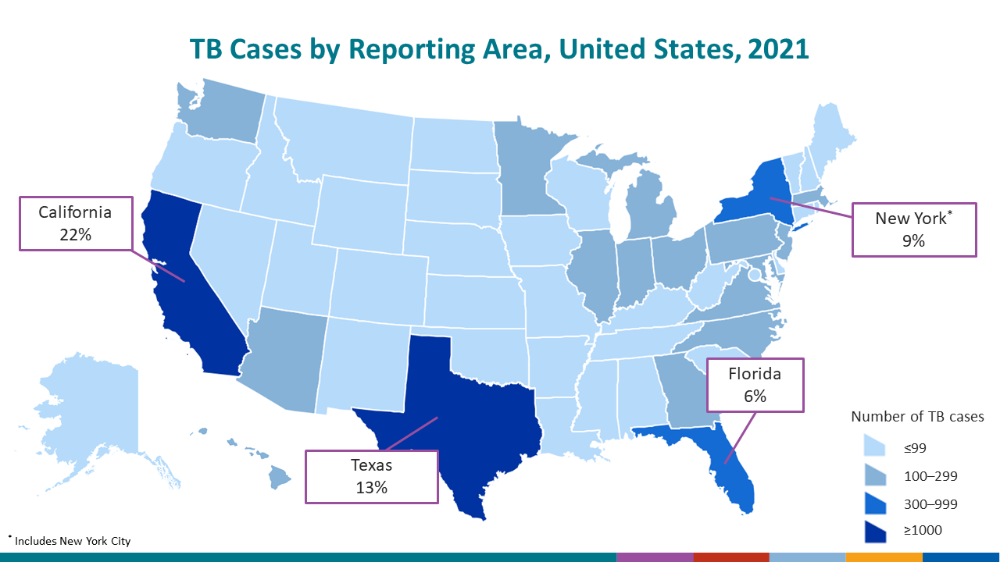 TB Cases by Reporting Area, United States, 2021
California
22%
New York*
9%
Florida
6%
Texas
13%
Number of TB cases
≤99
100–299
300–999
≥1000
* Includes New York City